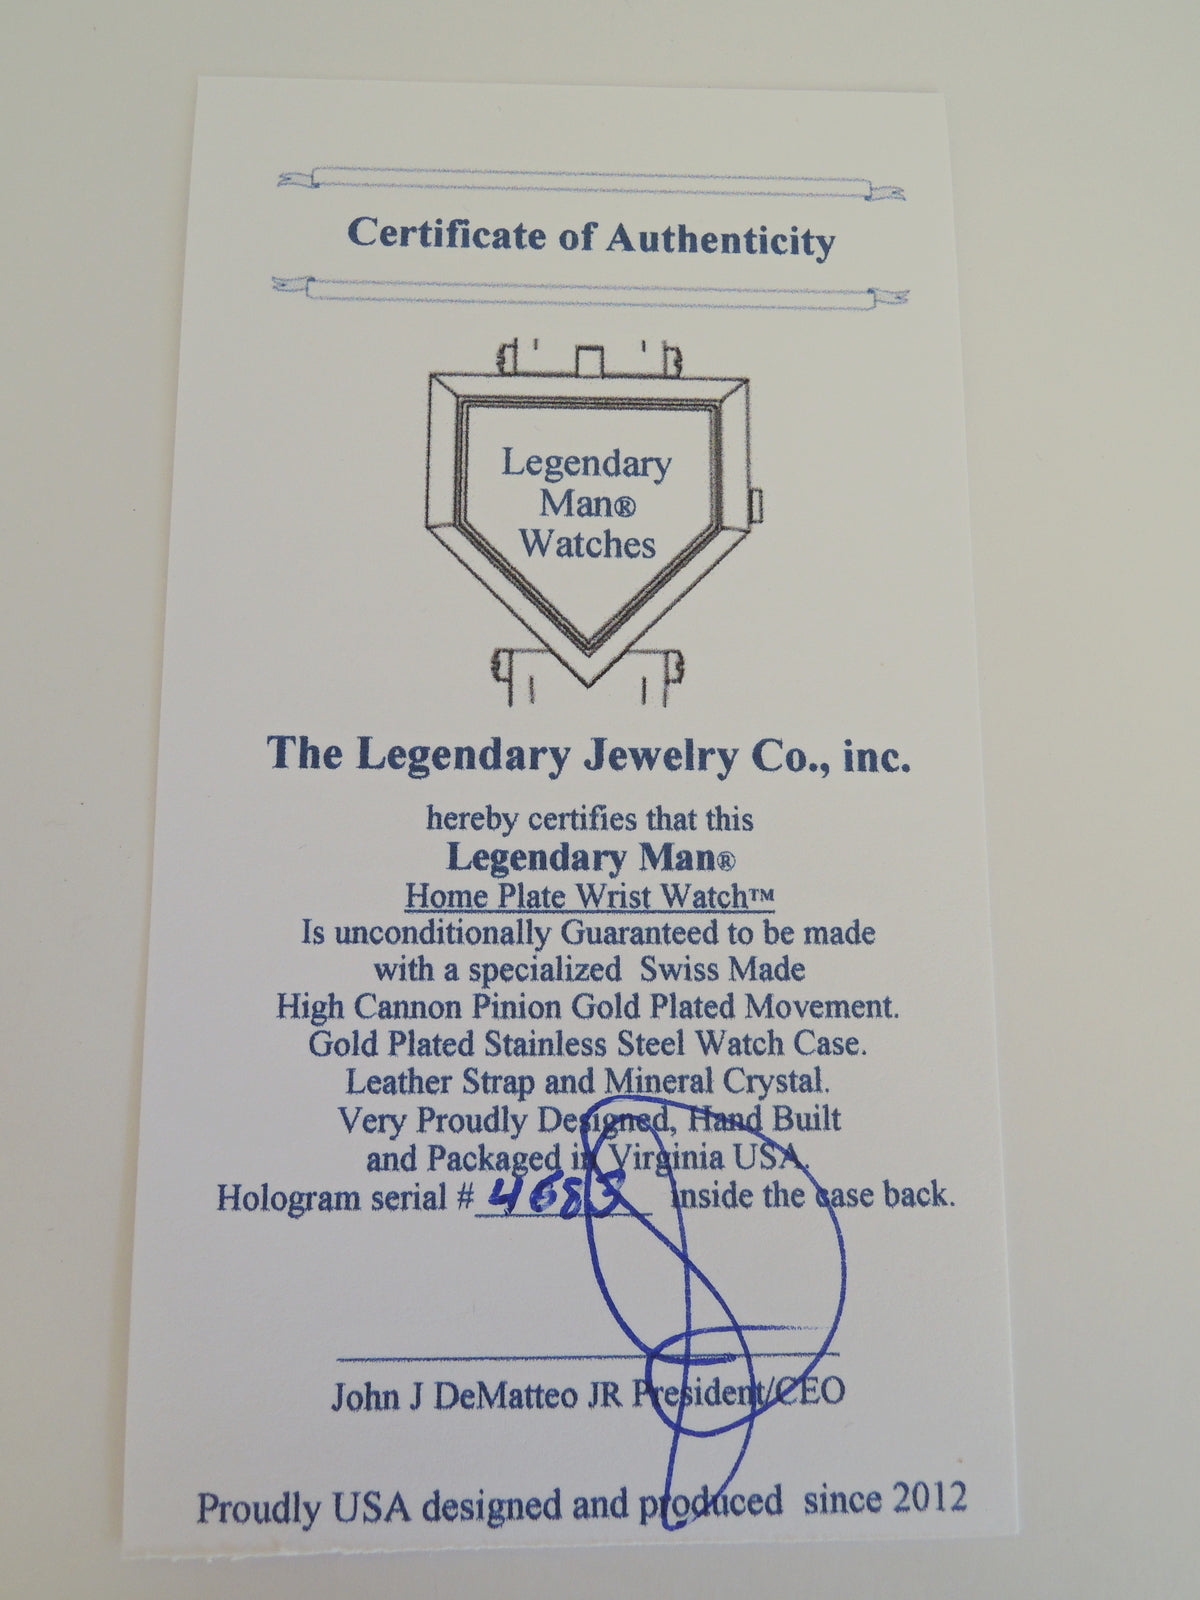 Certificate of Authenticity
Legendary
Man®
Watches
The Legendary Jewelry Co., inc.
hereby certifies that this
Legendary Man®
Home Plate Wrist Watch™
Is unconditionally Guaranteed to be made
with a specialized Swiss Made
High Cannon Pinion Gold Plated Movement.
Gold Plated Stainless Steel Watch Case.
Leather Strap and Mineral Crystal.
Very Proudly Designed, Hand Built
and Packaged in Virginia USA.
Hologram serial # inside the case back.
John J DeMatteo JR President/CEO
Proudly USA designed and produced since 2012